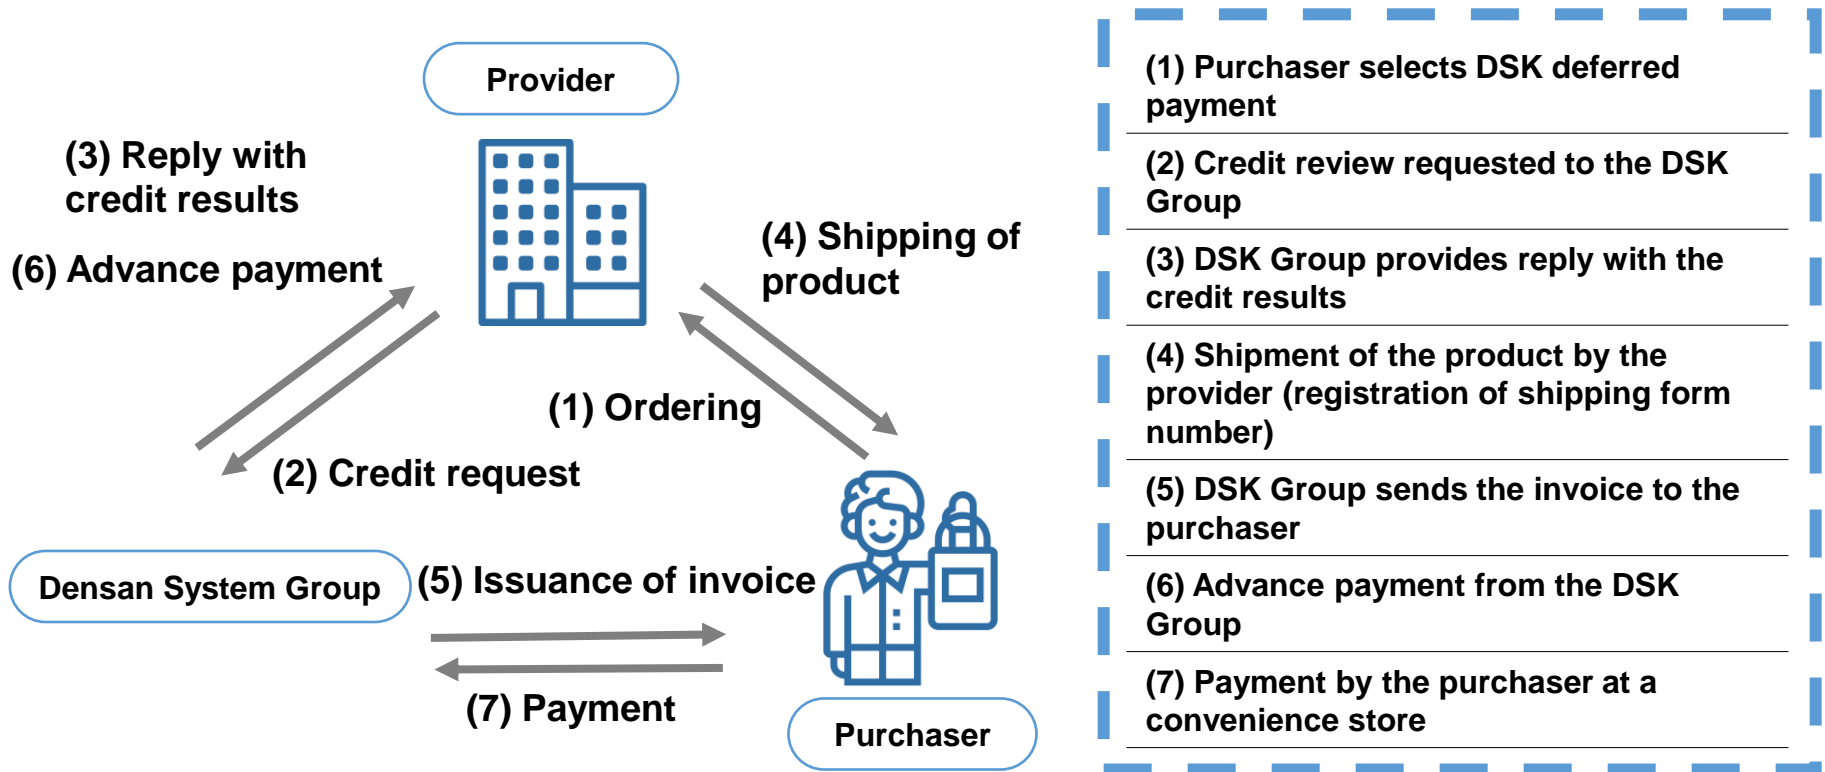 Provider
(3) Reply with
credit results
(6) Advance payment
(4) Shipping of
product
(1) Ordering
(2) Credit request
Densan System Group
(5) Issuance of invoice
(7) Payment
Purchaser
(1) Purchaser selects DSK deferred
payment
(2) Credit review requested to the DSK
Group
(3) DSK Group provides reply with the
credit results
(4) Shipment of the product by the
provider (registration of shipping form
number)
(5) DSK Group sends the invoice to the
purchaser
(6) Advance payment from the DSK
Group
(7) Payment by the purchaser at a
convenience store